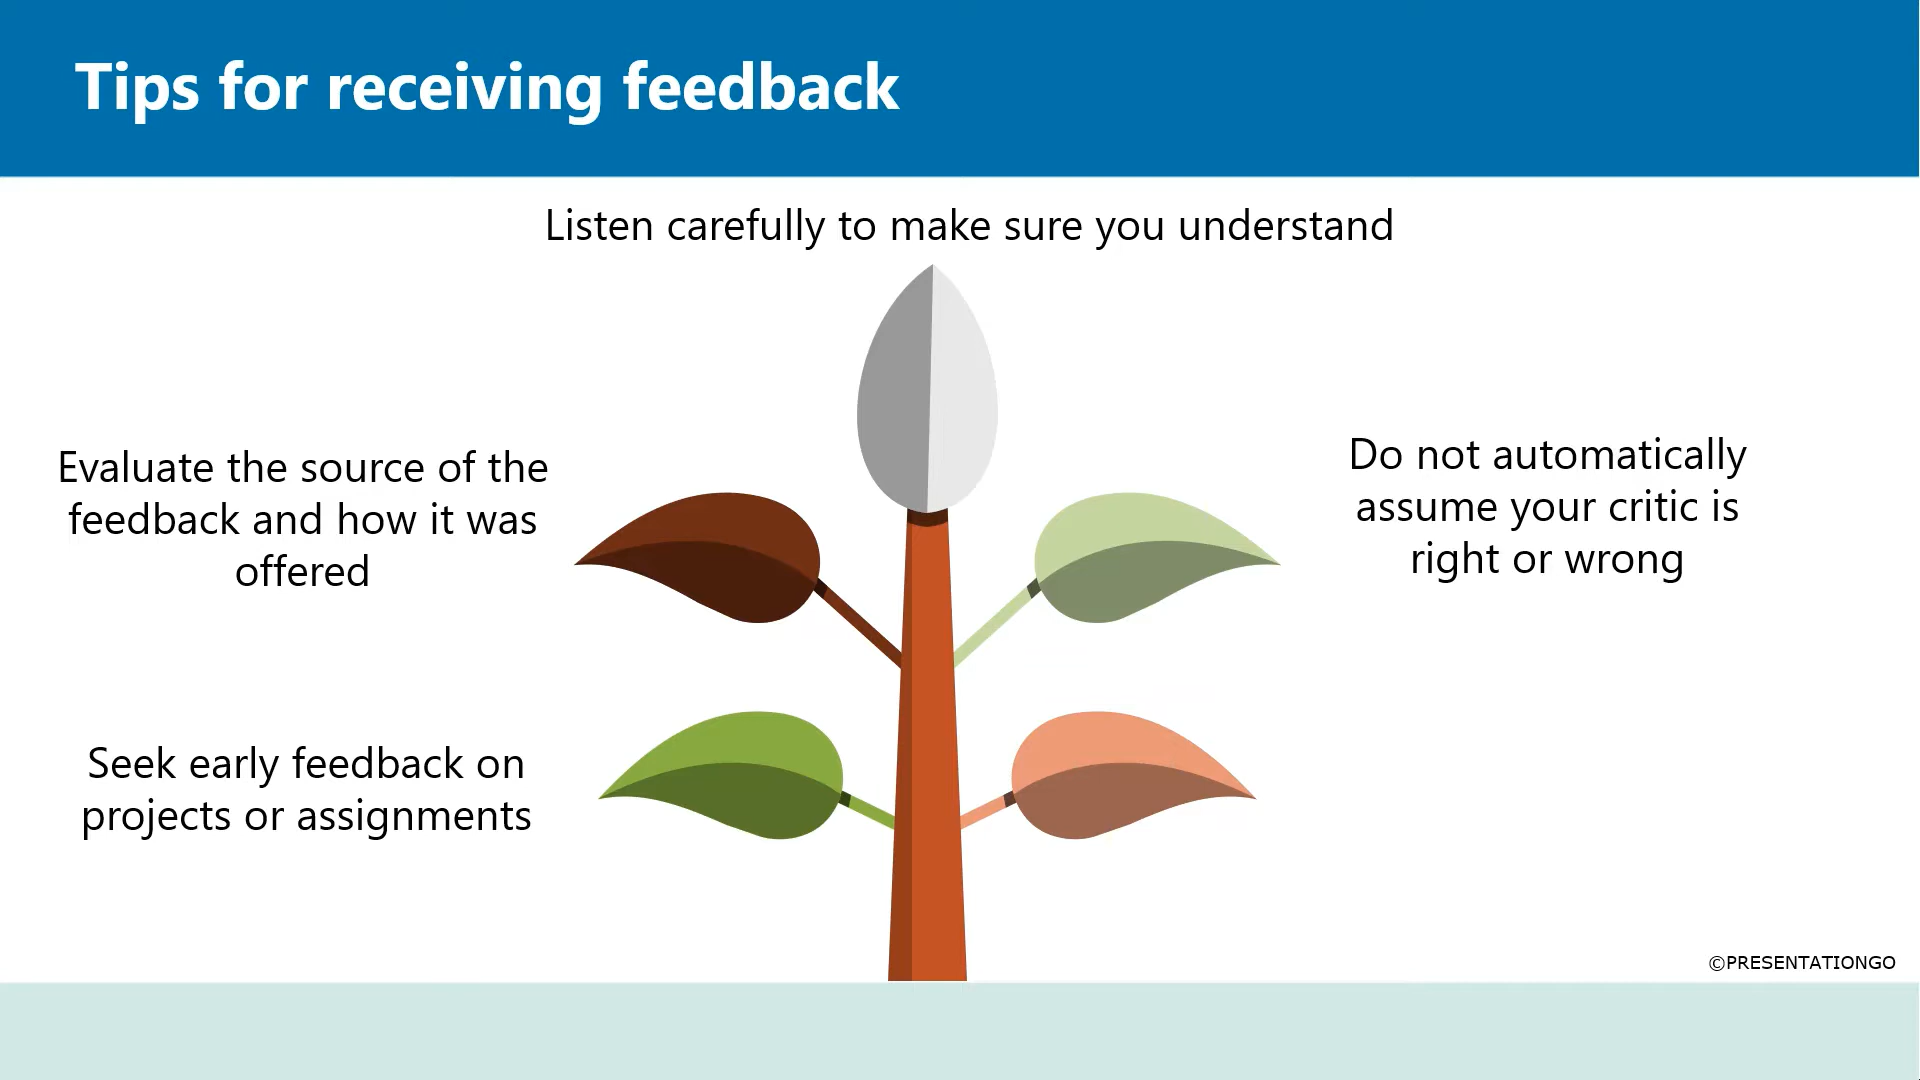 Tips for receiving feedback
Listen carefully to make sure you understand
Evaluate the source of the
feedback and how it was
offered
Do not automatically
assume your critic is
right or wrong
Seek early feedback on
projects or assignments
©PRESENTATIONGO